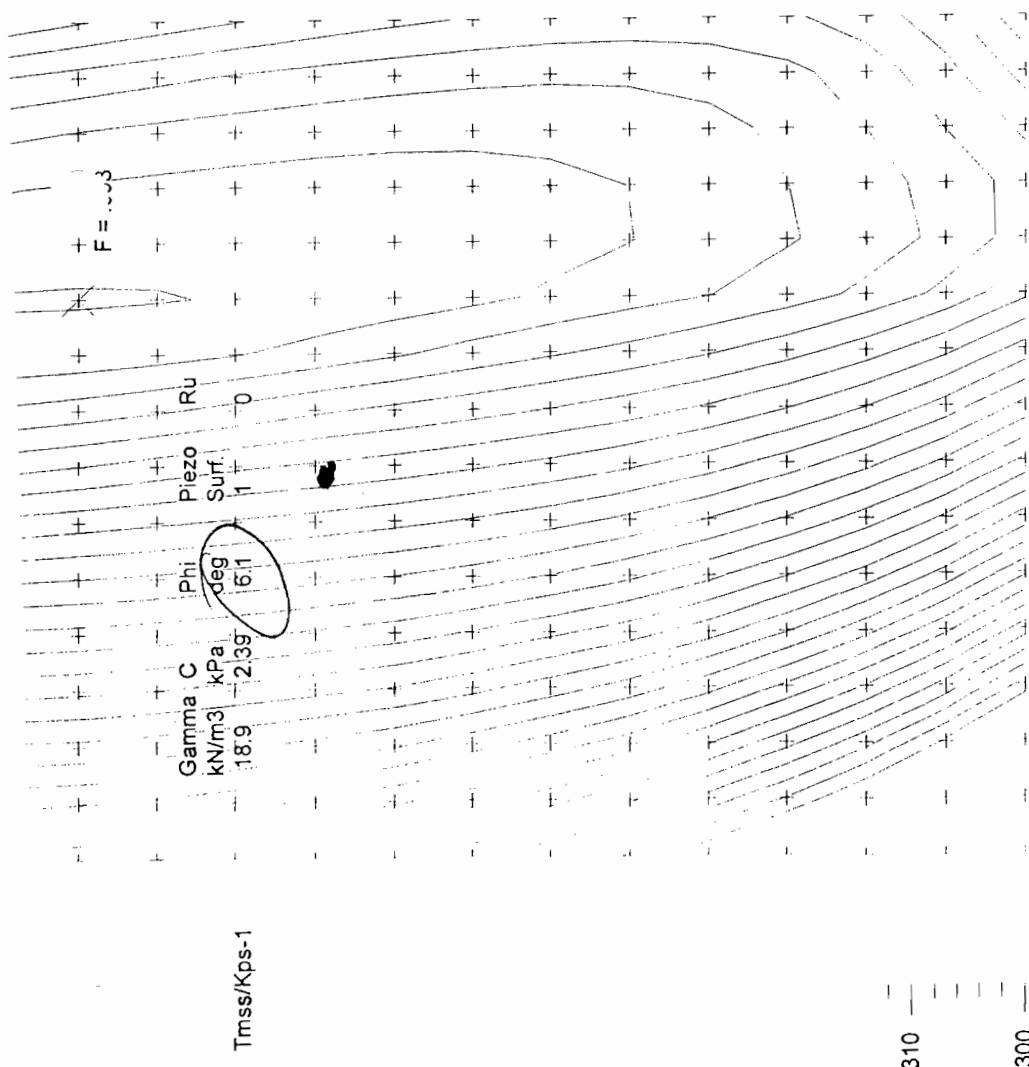 F =
Gamma C Phi Piezo Ru
kN/m3 kPa deg Surf.
Tmss/Kps-1 18.9 2.39 6.1 1 0
310
300